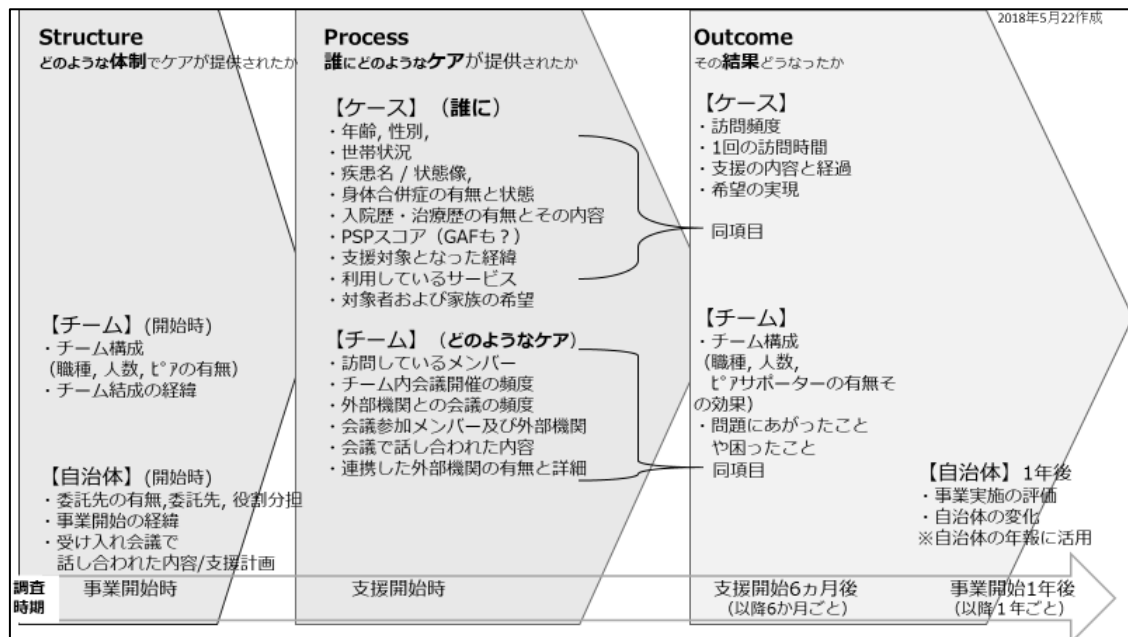 2018年5月22作成
Structure
どのような体制でケアが提供されたか
【チーム】(開始時)
・チーム構成
(職種, 人数, ﾋﾟｱの有無)
・チーム結成の経緯
【自治体】(開始時)
・委託先の有無,委託先, 役割分担
・事業開始の経緯
・受け入れ会議で
話し合われた内容/支援計画
Process
誰にどのようなケアが提供されたか
【ケース】（誰に）
・年齢, 性別,
・世帯状況
・疾患名 / 状態像,
・身体合併症の有無と状態
・入院歴・治療歴の有無とその内容
・PSPスコア（GAFも？）
・支援対象となった経緯
・利用しているサービス
・対象者および家族の希望
【チーム】（どのようなケア）
・訪問しているメンバー
・チーム内会議開催の頻度
・外部機関との会議の頻度
・会議参加メンバー及び外部機関
・会議で話し合われた内容
・連携した外部機関の有無と詳細
Outcome
その結果どうなったか
【ケース】
・訪問頻度
・1回の訪問時間
・支援の内容と経過
・希望の実現
同項目
【チーム】
・チーム構成
（職種, 人数,
ﾋﾟｱサポーターの有無そ
の効果）
・問題にあがったこと
や困ったこと
同項目
【自治体】1年後
・事業実施の評価
・自治体の変化
※自治体の年報に活用
調査
時期
事業開始時
支援開始時
支援開始6ヵ月後
(以降6か月ごと)
事業開始1年後
(以降１年ごと)